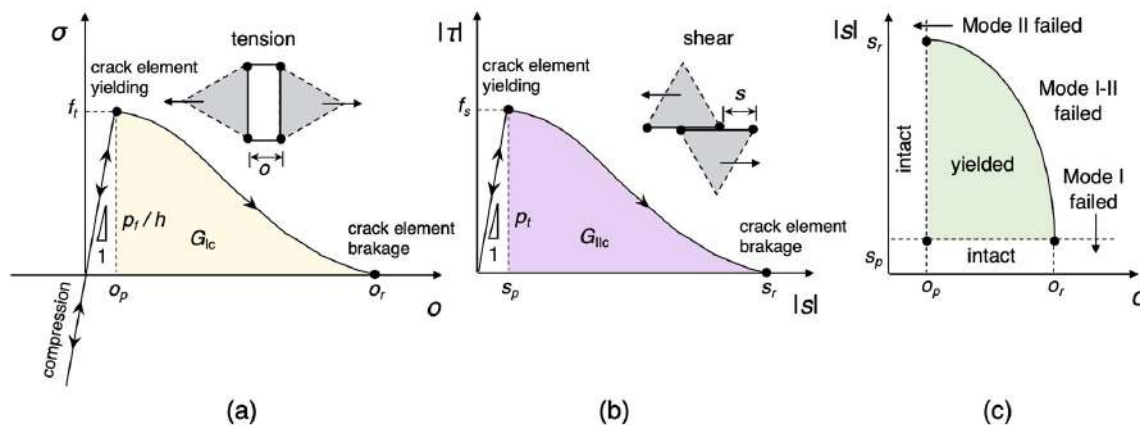 σ
tension
crack element
yielding
f_t
o
p_f / h
1
G_Ic
crack element
brakage
o_p
o_r
o
compression
(a)
|τ|
shear
crack element
yielding
f_s
s
p_t
1
G_IIc
crack element
brakage
s_p
s_r
|s|
(b)
|s|
s_r
Mode II failed
Mode I-II
failed
intact
yielded
Mode I
failed
s_p
intact
o_p
o_r
o
(c)